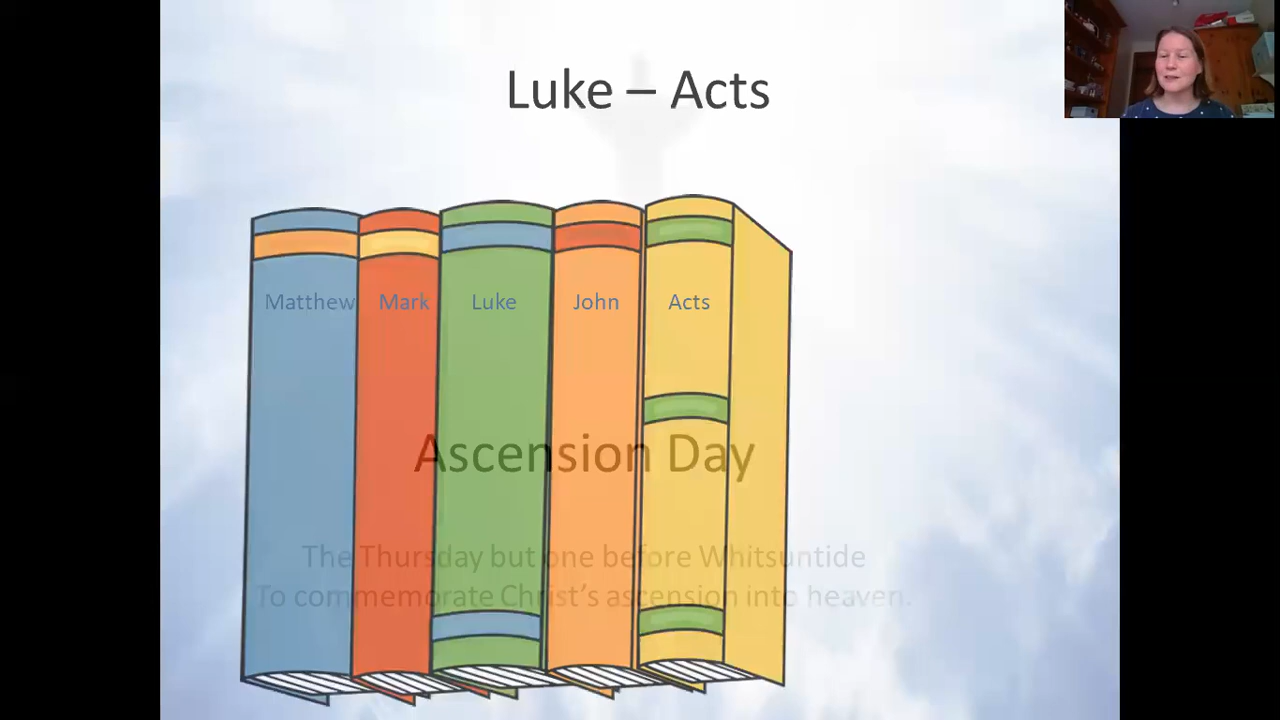 Luke – Acts
Matthew Mark Luke John Acts
Ascension Day
The Thursday but one before Whitsuntide
To commemorate Christ's ascension into heaven.